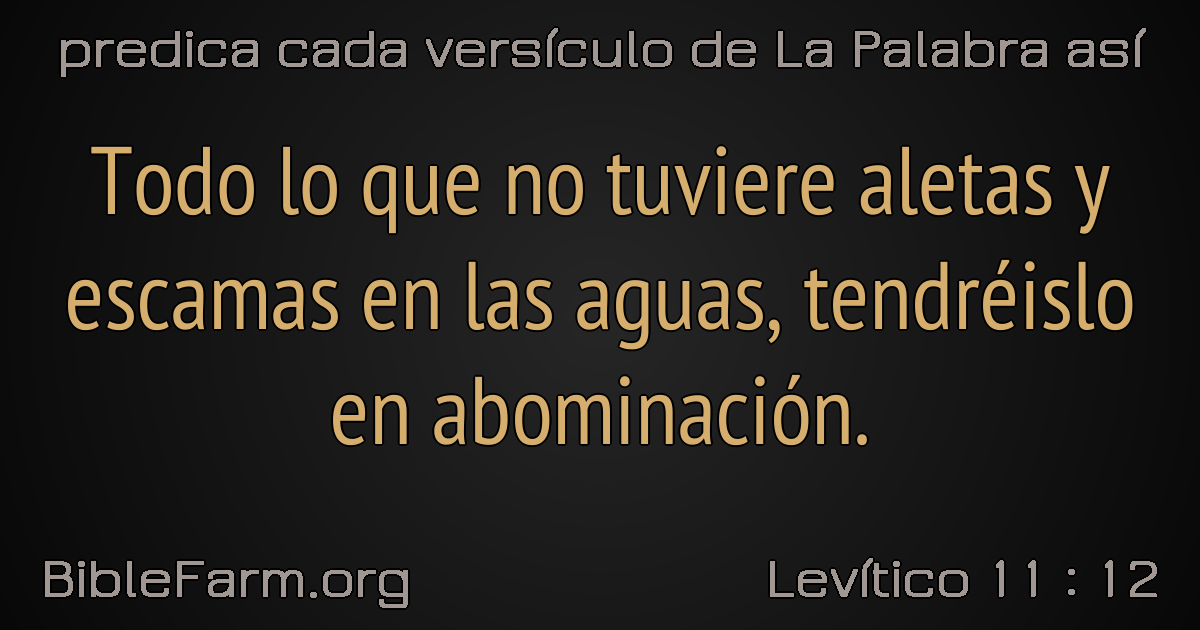 predica cada versículo de La Palabra así
Todo lo que no tuviere aletas y
escamas en las aguas, tendréislo
en abominación.
BibleFarm.org
Levítico 11 : 12